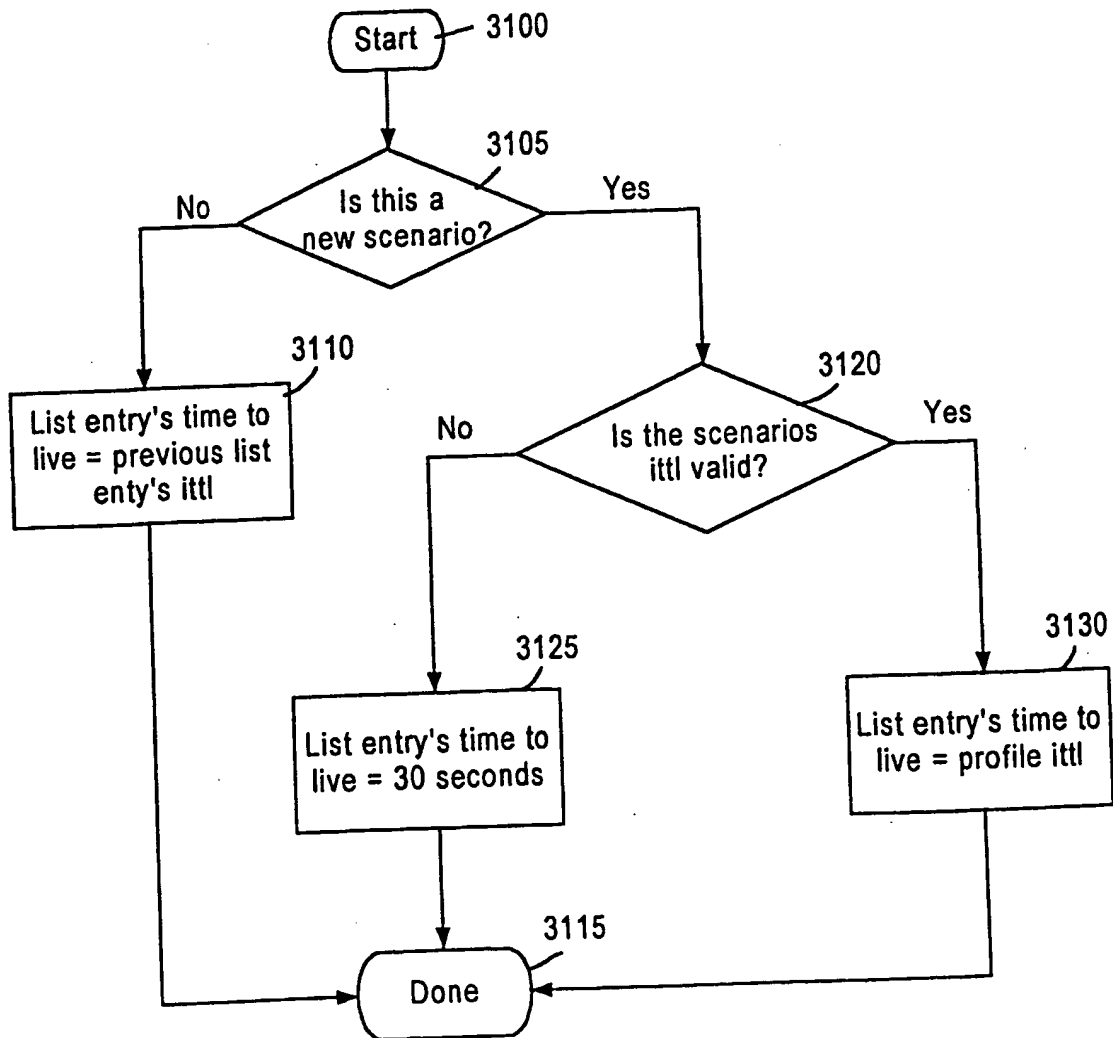 Start
3100
3105
Is this a
new scenario?
No
Yes
3110
List entry's time to
live = previous list
enty's ittl
3120
Is the scenarios
ittl valid?
No
Yes
3125
List entry's time to
live = 30 seconds
3130
List entry's time to
live = profile ittl
3115
Done